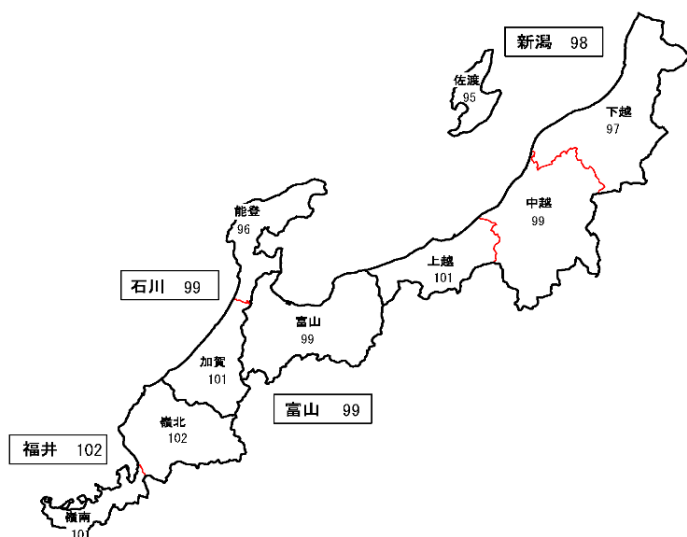 新潟 98
佐渡
95
下越
97
中越
99
能登
96
上越
101
石川 99
富山
99
加賀
101
富山 99
嶺北
102
福井 102
嶺南
101